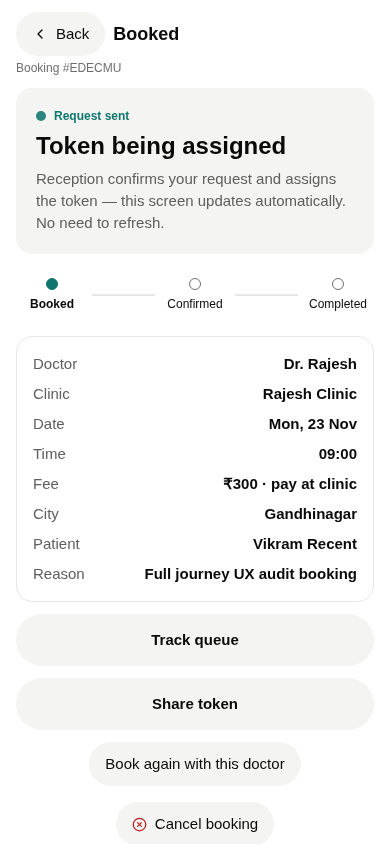 Back Booked
Booking #EDECMU
Request sent
Token being assigned
Reception confirms your request and assigns
the token — this screen updates automatically.
No need to refresh.
Booked Confirmed Completed
Doctor Dr. Rajesh
Clinic Rajesh Clinic
Date Mon, 23 Nov
Time 09:00
Fee ₹300 · pay at clinic
City Gandhinagar
Patient Vikram Recent
Reason Full journey UX audit booking
Track queue
Share token
Book again with this doctor
Cancel booking